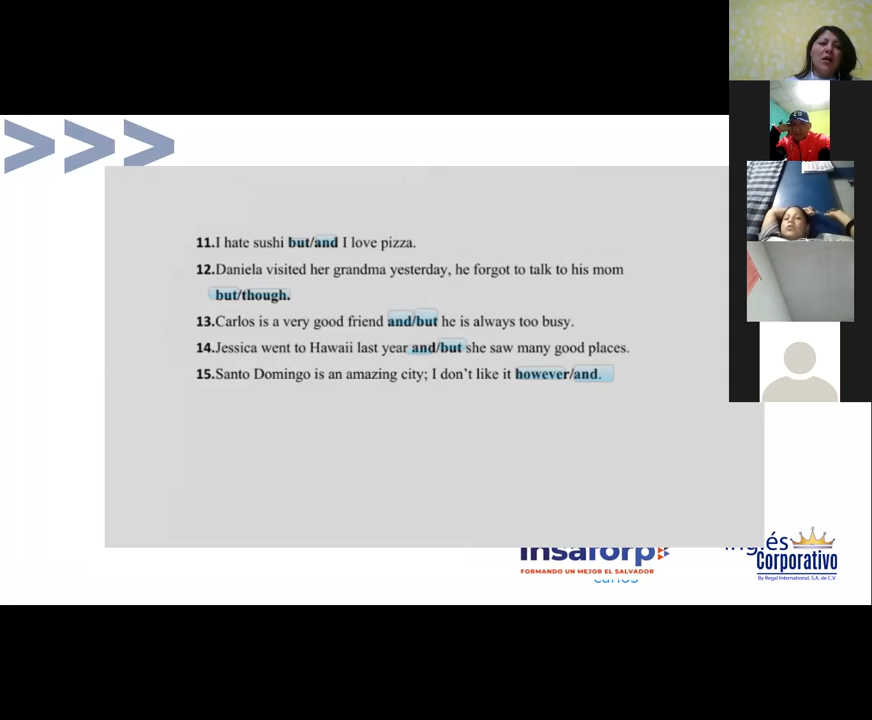 11.I hate sushi but/and I love pizza.
12.Daniela visited her grandma yesterday, he forgot to talk to his mom
but/though.
13.Carlos is a very good friend and/but he is always too busy.
14.Jessica went to Hawaii last year and/but she saw many good places.
15.Santo Domingo is an amazing city; I don't like it however/and.
insaforp
FORMANDO UN MEJOR EL SALVADOR
carlos
Inglés
Corporativo
By Regal International, S.A. de C.V.